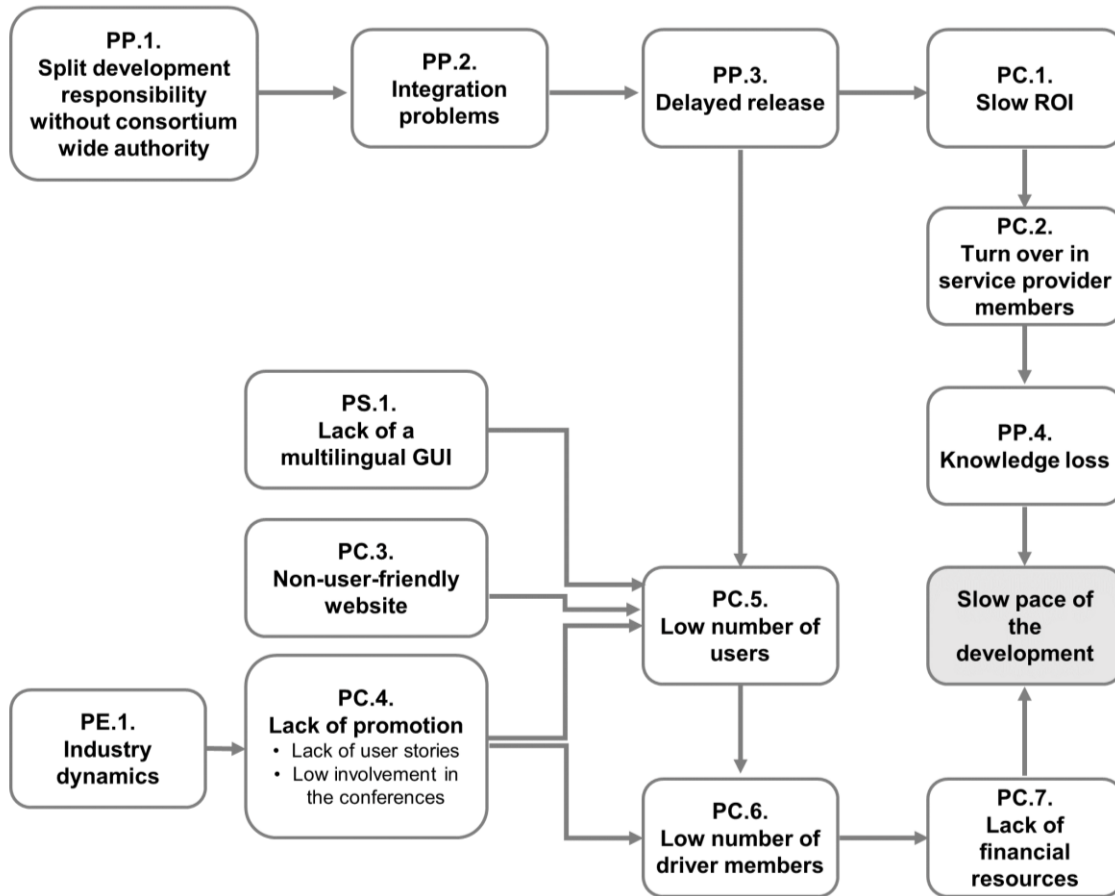 PP.1.
Split development
responsibility
without consortium
wide authority
PP.2.
Integration
problems
PP.3.
Delayed release
PC.1.
Slow ROI
PC.2.
Turn over in
service provider
members
PS.1.
Lack of a
multilingual GUI
PP.4.
Knowledge loss
PC.3.
Non-user-friendly
website
PC.5.
Low number of
users
Slow pace of
the
development
PE.1.
Industry
dynamics
PC.4.
Lack of promotion
• Lack of user stories
• Low involvement in
the conferences
PC.6.
Low number of
driver members
PC.7.
Lack of
financial
resources